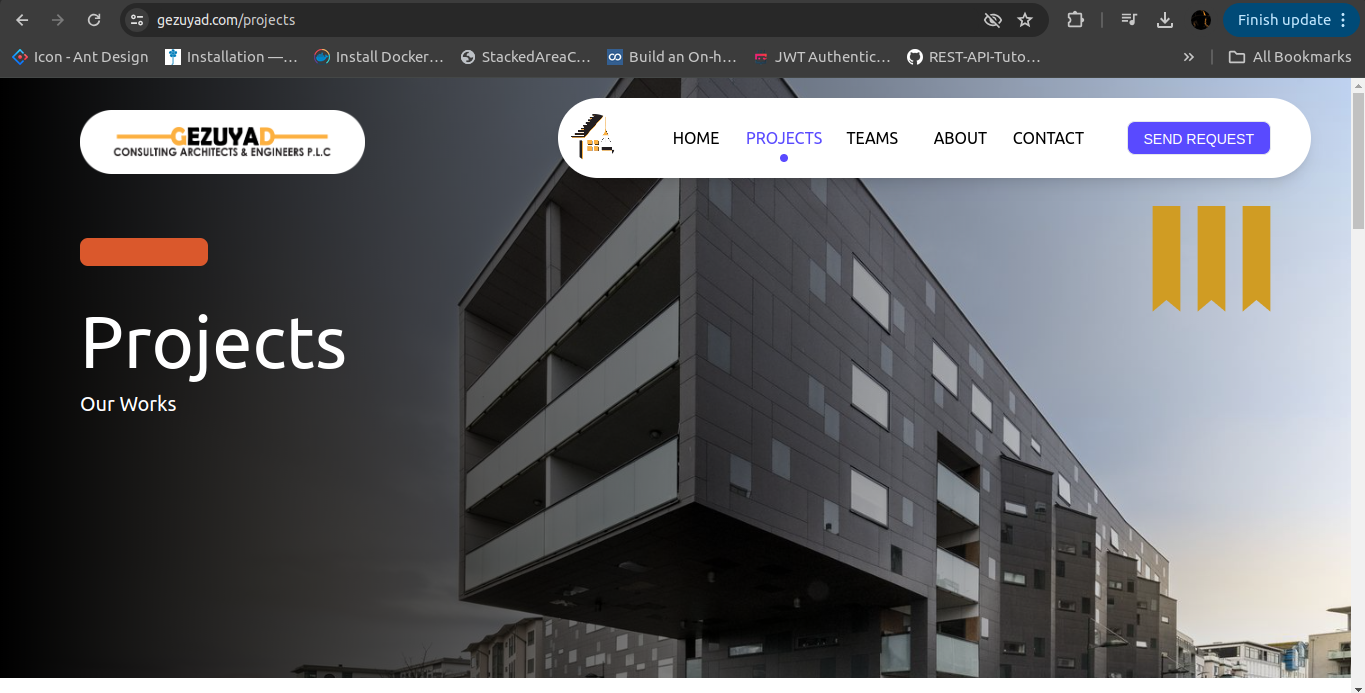 gezuyad.com/projects
Finish update
Icon - Ant Design
Installation —...
Install Docker...
StackedAreaC...
Build an On-h...
JWT Authentic...
REST-API-Tuto...
All Bookmarks
GEZUYAD
CONSULTING ARCHITECTS & ENGINEERS P.L.C
HOME
PROJECTS
TEAMS
ABOUT
CONTACT
SEND REQUEST
Projects
Our Works